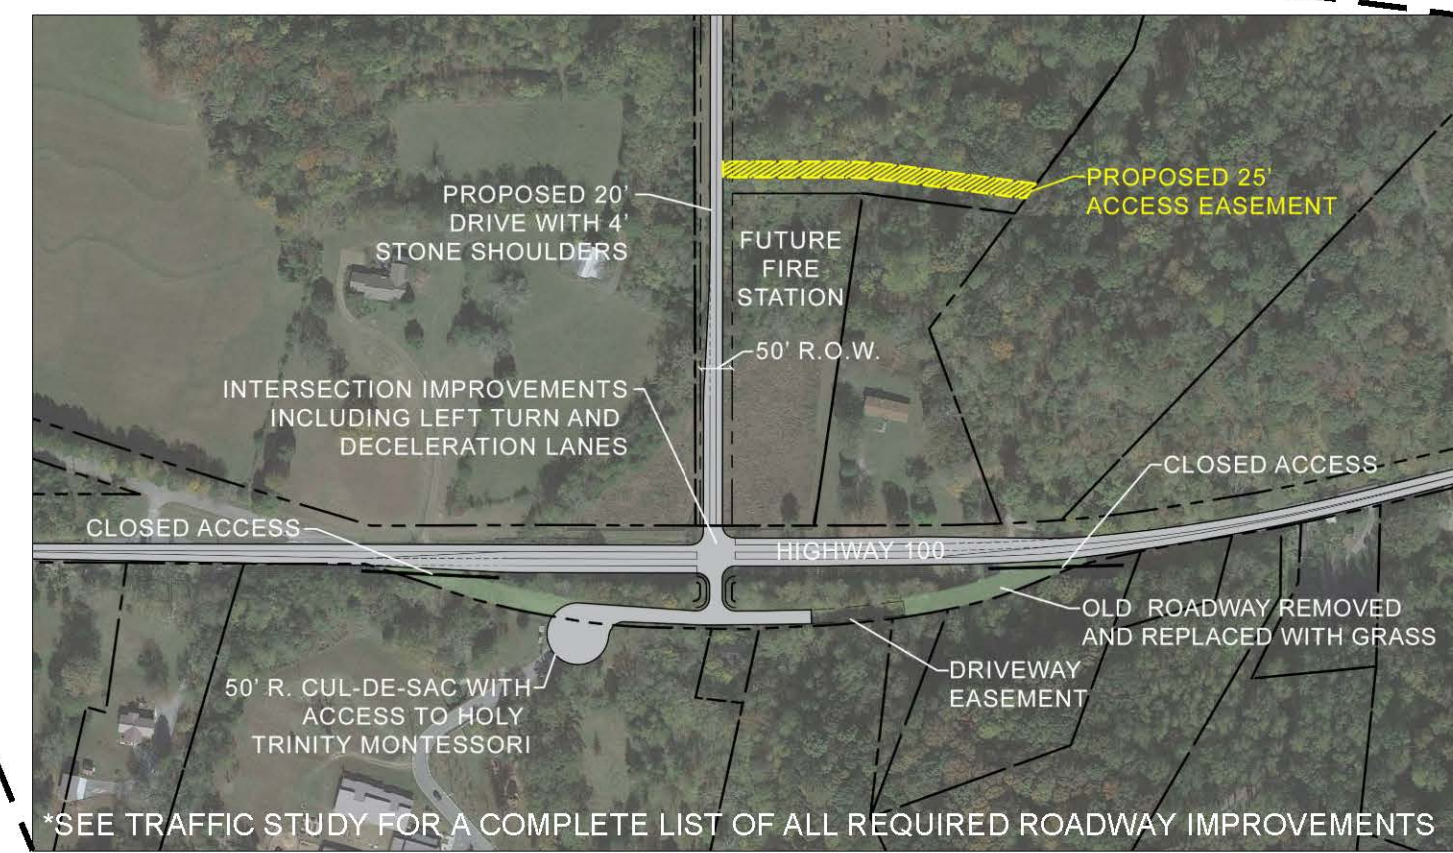 PROPOSED 20'
DRIVE WITH 4'
STONE SHOULDERS
PROPOSED 25'
ACCESS EASEMENT
FUTURE
FIRE
STATION
50' R.O.W.
INTERSECTION IMPROVEMENTS
INCLUDING LEFT TURN AND
DECELERATION LANES
CLOSED ACCESS
CLOSED ACCESS
HIGHWAY 100
OLD ROADWAY REMOVED
AND REPLACED WITH GRASS
DRIVEWAY
EASEMENT
50' R. CUL-DE-SAC WITH
ACCESS TO HOLY
TRINITY MONTESSORI
*SEE TRAFFIC STUDY FOR A COMPLETE LIST OF ALL REQUIRED ROADWAY IMPROVEMENTS